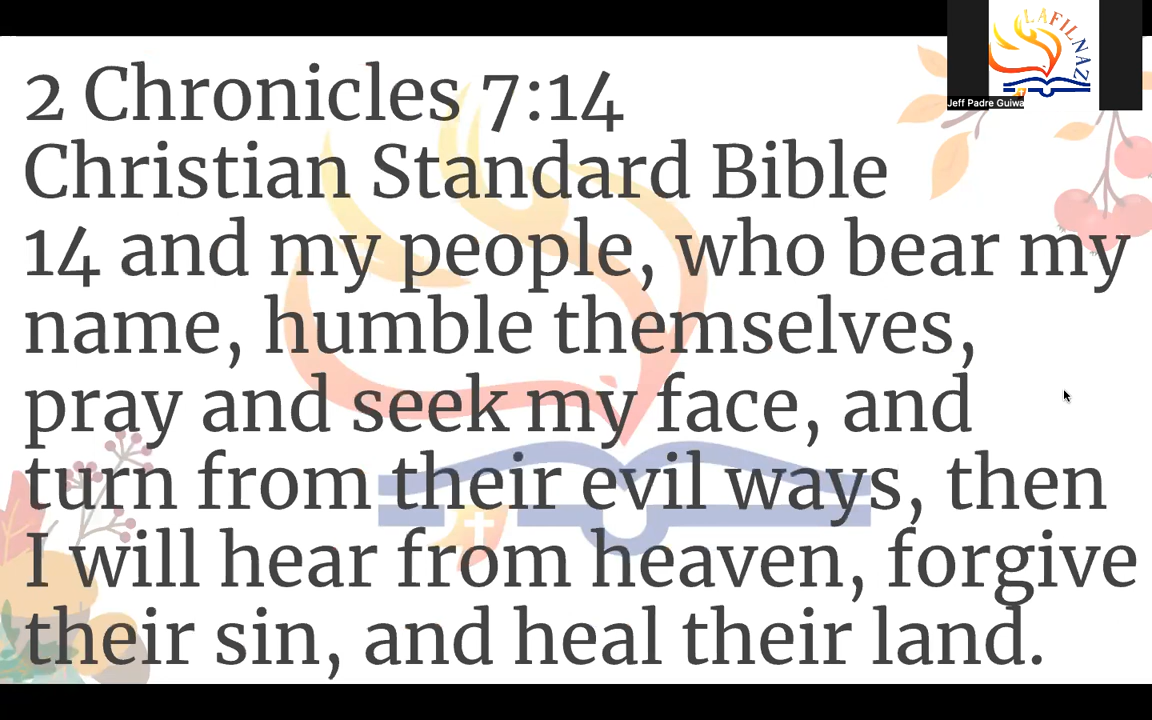 2 Chronicles 7:14
Christian Standard Bible
14 and my people, who bear my
name, humble themselves,
pray and seek my face, and
turn from their evil ways, then
I will hear from heaven, forgive
their sin, and heal their land.
LAFILNAZ
Jeff Padre Guiwa